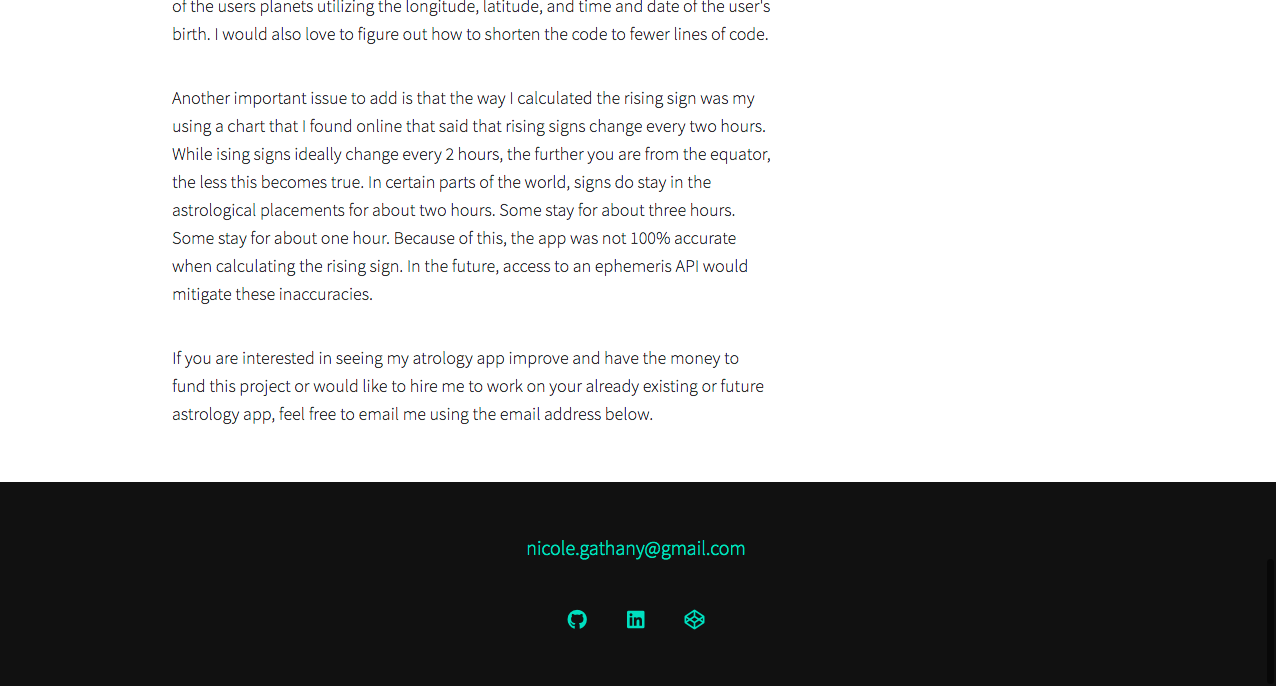 of the users planets utilizing the longitude, latitude, and time and date of the user's
birth. I would also love to figure out how to shorten the code to fewer lines of code.
Another important issue to add is that the way I calculated the rising sign was my
using a chart that I found online that said that rising signs change every two hours.
While ising signs ideally change every 2 hours, the further you are from the equator,
the less this becomes true. In certain parts of the world, signs do stay in the
astrological placements for about two hours. Some stay for about three hours.
Some stay for about one hour. Because of this, the app was not 100% accurate
when calculating the rising sign. In the future, access to an ephemeris API would
mitigate these inaccuracies.
If you are interested in seeing my atrology app improve and have the money to
fund this project or would like to hire me to work on your already existing or future
astrology app, feel free to email me using the email address below.
nicole.gathany@gmail.com
in